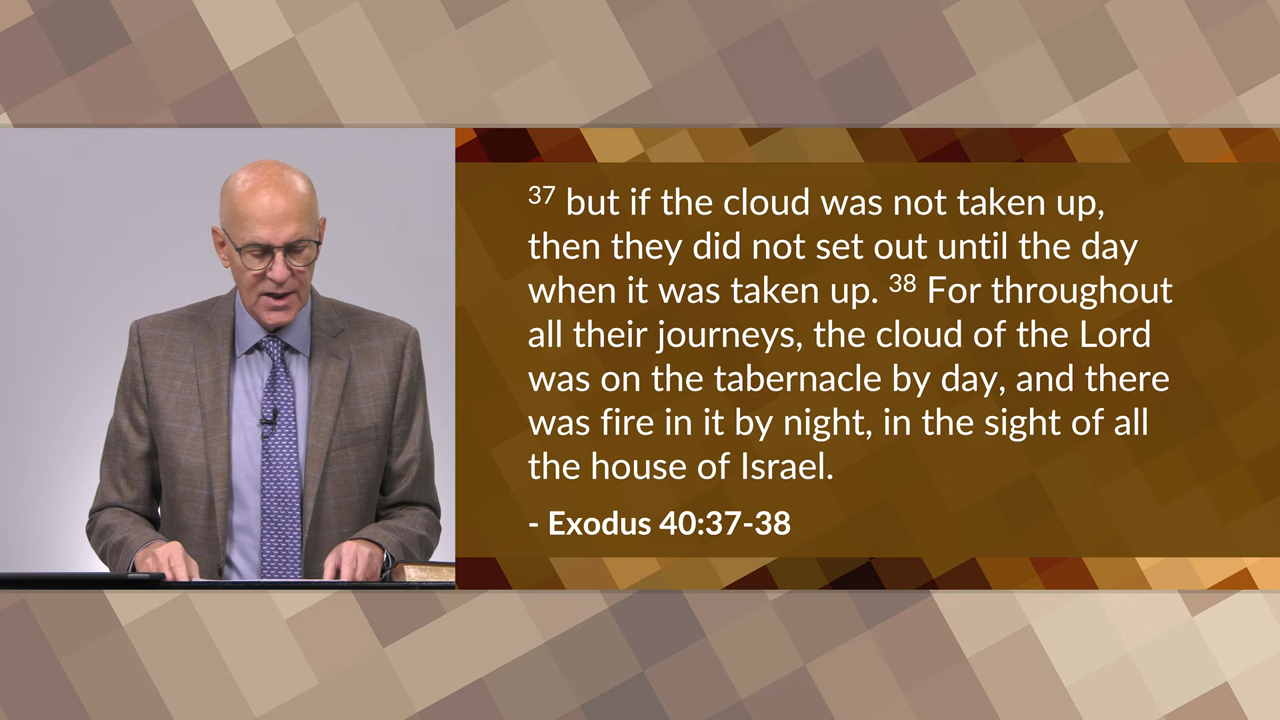 37 but if the cloud was not taken up,
then they did not set out until the day
when it was taken up. 38 For throughout
all their journeys, the cloud of the Lord
was on the tabernacle by day, and there
was fire in it by night, in the sight of all
the house of Israel.
- Exodus 40:37-38